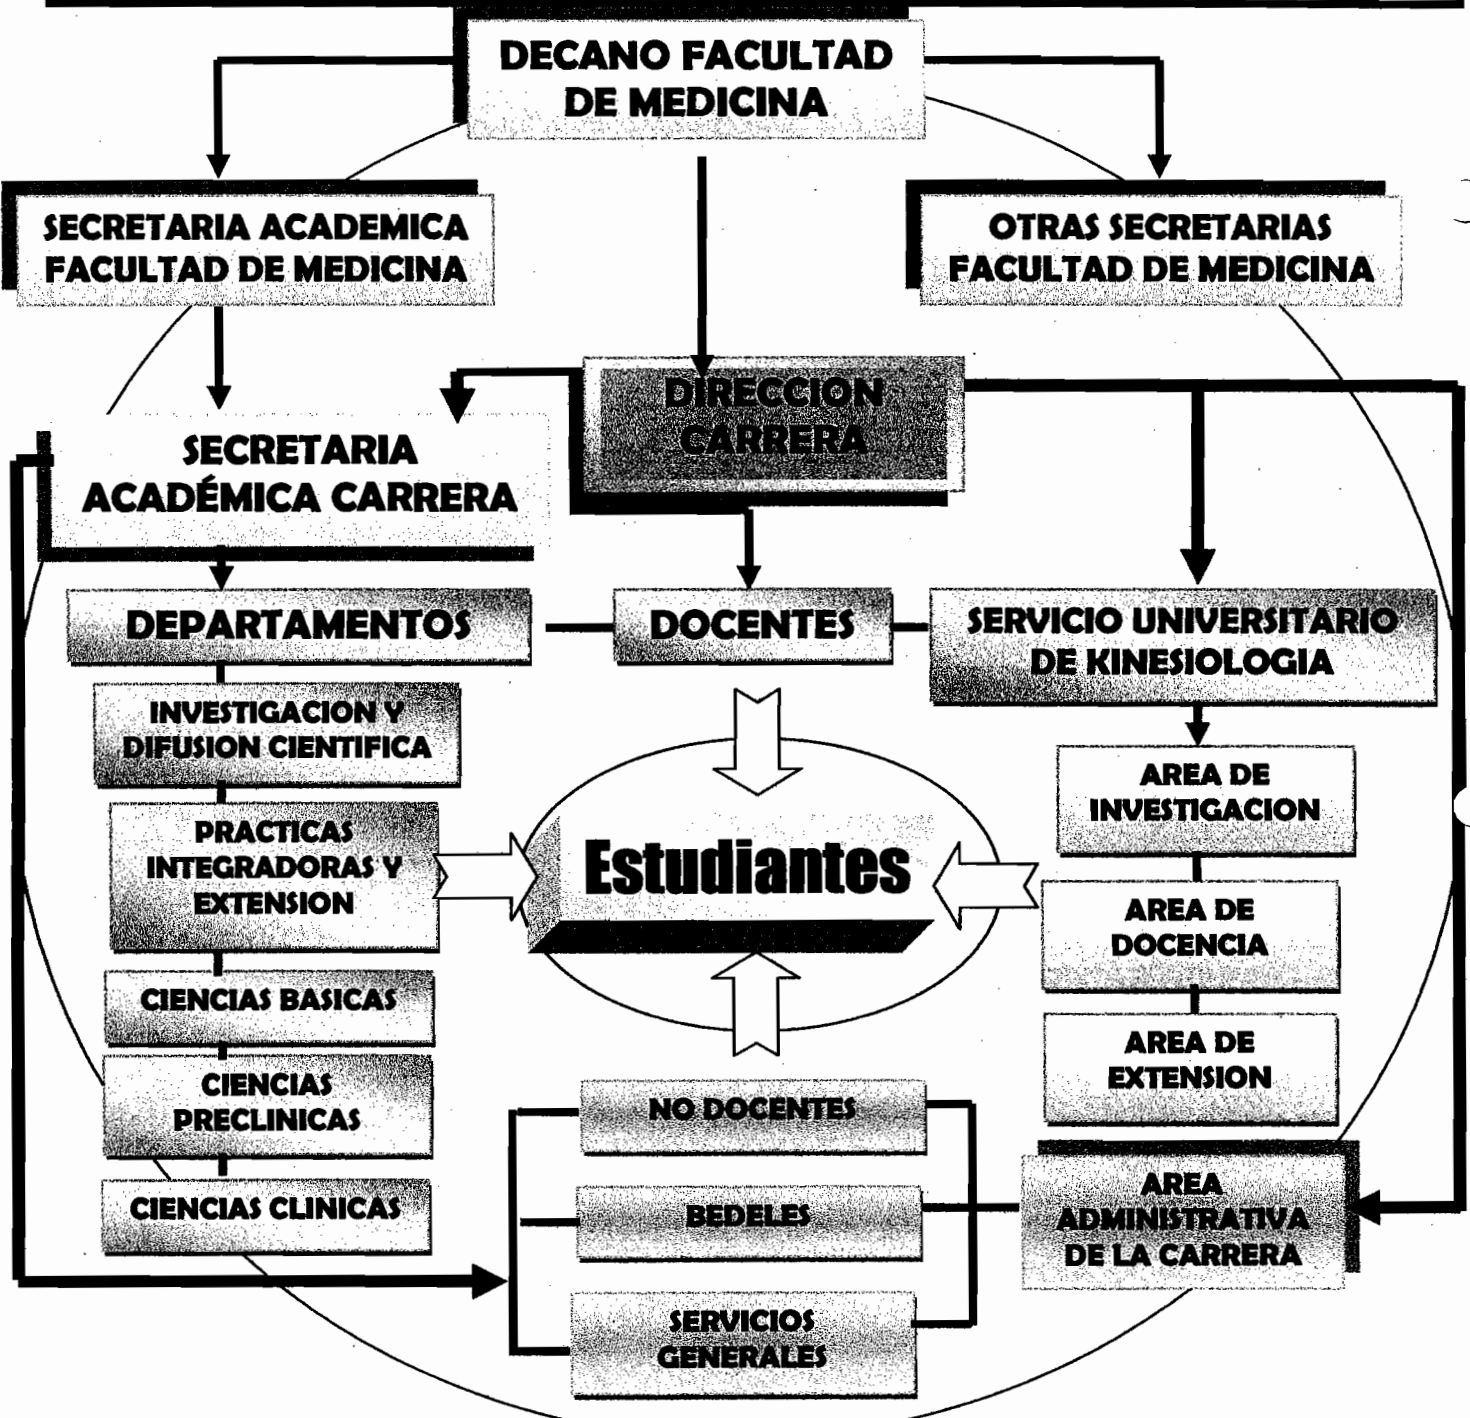 DECANO FACULTAD
DE MEDICINA
SECRETARIA ACADEMICA
FACULTAD DE MEDICINA
OTRAS SECRETARIAS
FACULTAD DE MEDICINA
DIRECCION
CARRERA
SECRETARIA
ACADÉMICA CARRERA
DEPARTAMENTOS
DOCENTES
SERVICIO UNIVERSITARIO
DE KINESIOLOGIA
INVESTIGACION Y
DIFUSION CIENTIFICA
PRACTICAS
INTEGRADORAS Y
EXTENSION
CIENCIAS BASICAS
CIENCIAS
PRECLINICAS
CIENCIAS CLINICAS
Estudiantes
AREA DE
INVESTIGACION
AREA DE
DOCENCIA
AREA DE
EXTENSION
NO DOCENTES
BEDELES
SERVICIOS
GENERALES
AREA
ADMINISTRATIVA
DE LA CARRERA